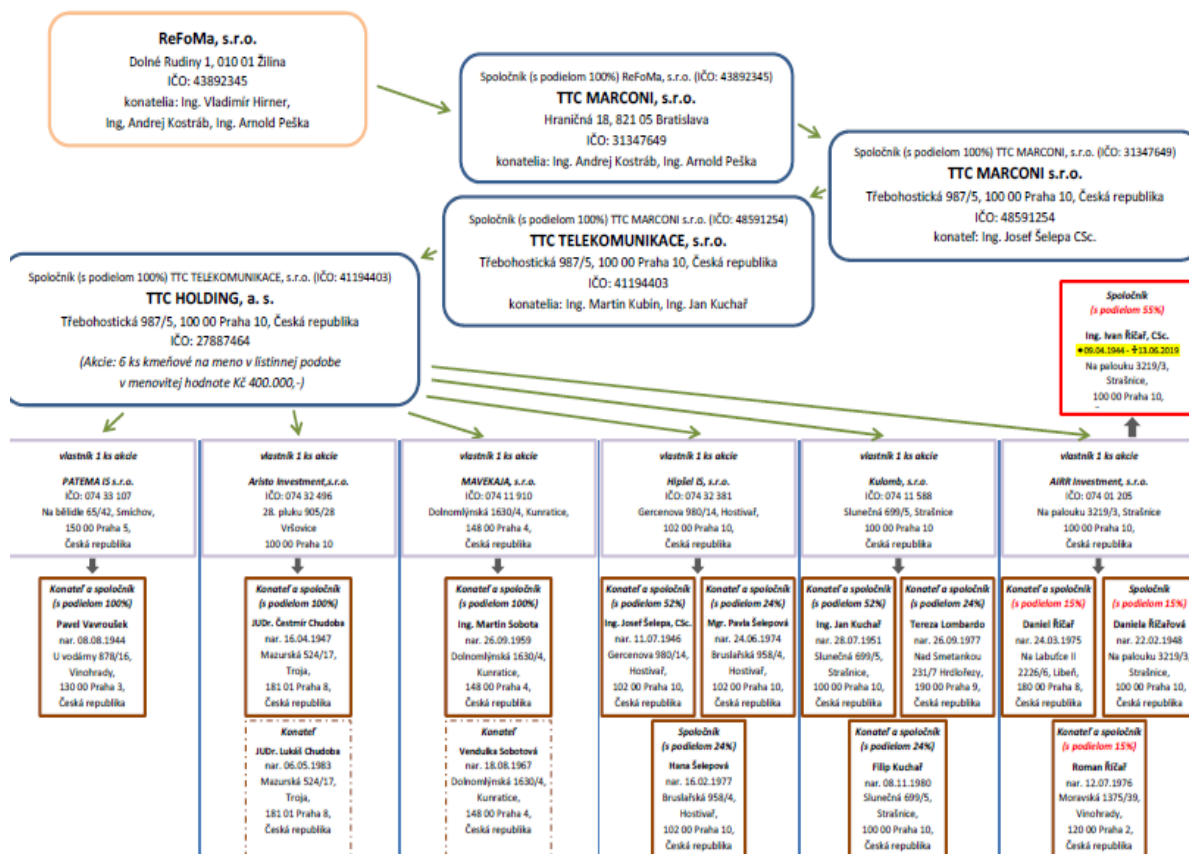 ReFoMa, s.r.o.
Dolné Rudiny 1, 010 01 Žilina
IČO: 43892345
konatelia: Ing. Vladimír Hirner,
Ing, Andrej Kostráb, Ing. Arnold Peška
Spoločník (s podielom 100%) ReFoMa, s.r.o. (IČO: 43892345)
TTC MARCONI, s.r.o.
Hraničná 18, 821 05 Bratislava
IČO: 31347649
konatelia: Ing. Andrej Kostráb, Ing. Arnold Peška
Spoločník (s podielom 100%) TTC MARCONI, s.r.o. (IČO: 31347649)
TTC MARCONI s.r.o.
Třebohostická 987/5, 100 00 Praha 10, Česká republika
IČO: 48591254
konateľ: Ing. Josef Šelepa CSc.
Spoločník (s podielom 100%) TTC MARCONI s.r.o. (IČO: 48591254)
TTC TELEKOMUNIKACE, s.r.o.
Třebohostická 987/5, 100 00 Praha 10, Česká republika
IČO: 41194403
konatelia: Ing. Martin Kubín, Ing. Jan Kuchař
Spoločník (s podielom 100%) TTC TELEKOMUNIKACE, s.r.o. (IČO: 41194403)
TTC HOLDING, a. s.
Třebohostická 987/5, 100 00 Praha 10, Česká republika
IČO: 27887464
(Akcie: 6 ks kmeňové na meno v listinnej podobe
v menovitej hodnote Kč 400.000,-)
Spoločník
(s podielom 55%)
Ing. Ivan Říčař, CSc.
09.04.1944 - ✝13.06.2019
Na palouku 3219/3,
Strašnice,
100 00 Praha 10,
vlastník 1 ks akcie
PATEMA IS s.r.o.
IČO: 074 33 107
Na bělidle 65/42, Smíchov,
150 00 Praha 5,
Česká republika
vlastník 1 ks akcie
Aristo Investment,s.r.o.
IČO: 074 32 496
28. pluku 905/28
Vršovice
100 00 Praha 10
vlastník 1 ks akcie
MAVEKAJA, s.r.o.
IČO: 074 11 910
Dolnomlýnská 1630/4, Kunratice,
148 00 Praha 4,
Česká republika
vlastník 1 ks akcie
Hipšel IS, s.r.o.
IČO: 074 32 381
Gercenova 980/14, Hostivař,
102 00 Praha 10,
Česká republika
vlastník 1 ks akcie
Kulomb, s.r.o.
IČO: 074 11 588
Slunečná 699/5, Strašnice
100 00 Praha 10
Česká republika
vlastník 1 ks akcie
AIRR Investment, s.r.o.
IČO: 074 01 205
Na palouku 3219/3, Strašnice
100 00 Praha 10,
Česká republika
Konateľ a spoločník
(s podielom 100%)
Pavel Vavroušek
nar. 08.08.1944
U vodárny 878/16,
Vinohrady,
130 00 Praha 3,
Česká republika
Konateľ a spoločník
(s podielom 100%)
JUDr. Čestmír Chudoba
nar. 16.04.1947
Mazurská 524/17,
Troja,
181 01 Praha 8,
Česká republika
Konateľ a spoločník
(s podielom 100%)
Ing. Martin Sobota
nar. 26.09.1959
Dolnomlýnská 1630/4,
Kunratice,
148 00 Praha 4,
Česká republika
Konateľ a spoločník
(s podielom 52%)
Ing. Josef Šelepa, CSc.
nar. 11.07.1946
Gercenova 980/14,
Hostivař,
102 00 Praha 10,
Česká republika
Konateľ a spoločník
(s podielom 24%)
Mgr. Pavla Šelepová
nar. 24.06.1974
Bruslařská 958/4,
Hostivař,
102 00 Praha 10,
Česká republika
Konateľ a spoločník
(s podielom 52%)
Ing. Jan Kuchař
nar. 28.07.1951
Slunečná 699/5,
Strašnice,
100 00 Praha 10,
Česká republika
Konateľ a spoločník
(s podielom 24%)
Tereza Lombardo
nar. 26.09.1977
Nad Smetankou
231/7 Hrdlořezy,
190 00 Praha 9,
Česká republika
Konateľ a spoločník
(s podielom 15%)
Daniel Říčař
nar. 24.03.1975
Na Labuťce II
2226/6, Libeň,
180 00 Praha 8,
Česká republika
Spoločník
(s podielom 15%)
Daniela Říčařová
nar. 22.02.1948
Na palouku 3219/3,
Strašnice,
100 00 Praha 10,
Česká republika
Konateľ
JUDr. Lukáš Chudoba
nar. 06.05.1983
Mazurská 524/17,
Troja,
181 01 Praha 8,
Česká republika
Konateľ
Vendulka Sobotová
nar. 18.08.1967
Dolnomlýnská 1630/4,
Kunratice,
148 00 Praha 4,
Česká republika
Spoločník
(s podielom 24%)
Hana Šelepová
nar. 16.02.1977
Bruslařská 958/4,
Hostivař,
102 00 Praha 10,
Česká republika
Konateľ a spoločník
(s podielom 24%)
Filip Kuchař
nar. 08.11.1980
Slunečná 699/5,
Strašnice,
100 00 Praha 10,
Česká republika
Konateľ a spoločník
(s podielom 15%)
Roman Říčař
nar. 12.07.1976
Moravská 1375/39,
Vinohrady,
120 00 Praha 2,
Česká republika